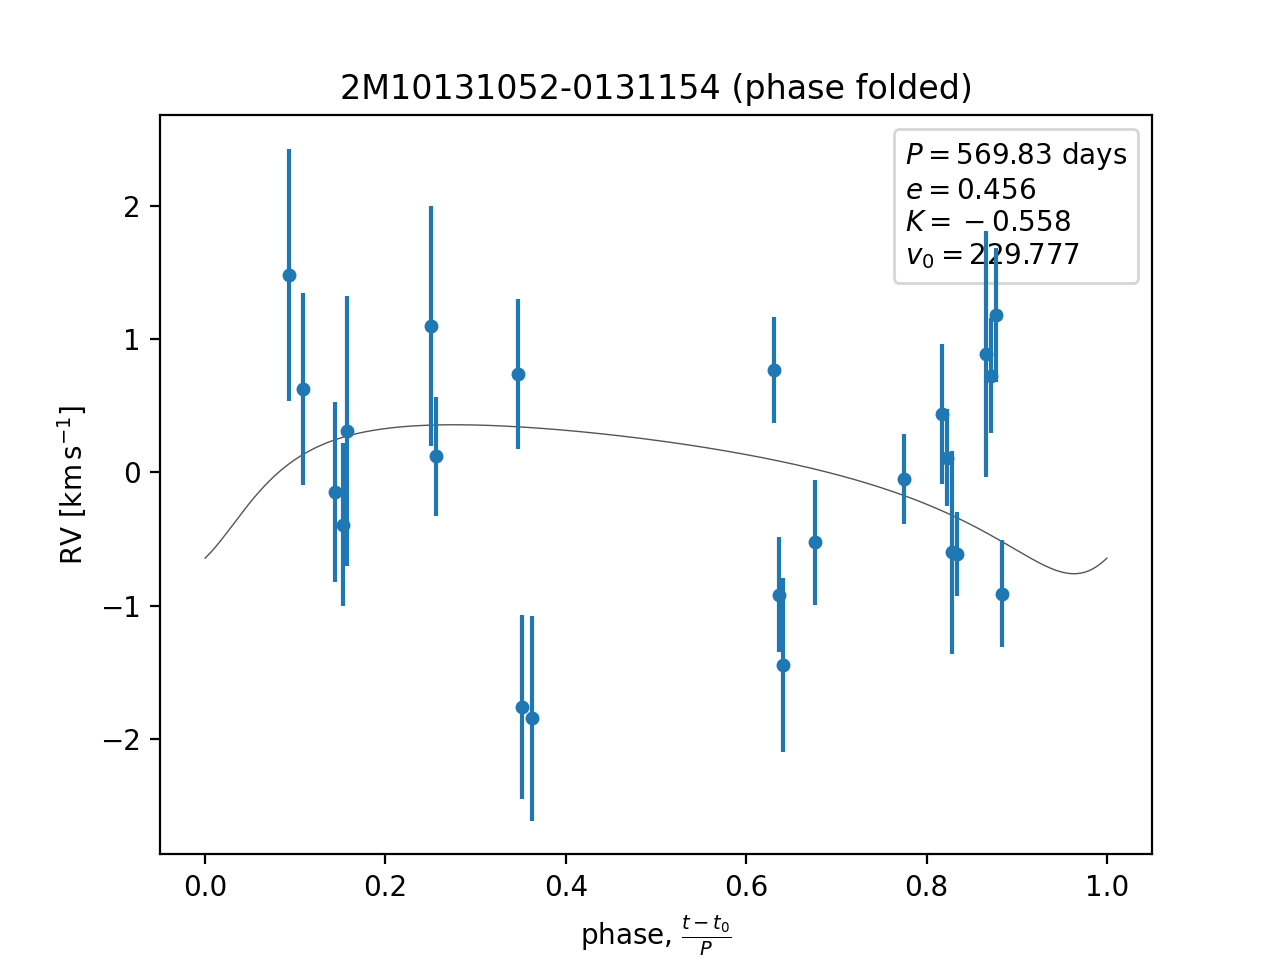 2M10131052-0131154 (phase folded)
P = 569.83 days
e = 0.456
K = −0.558
v₀ = 229.777
2
1
0
−1
−2
RV [km s⁻¹]
0.0 0.2 0.4 0.6 0.8 1.0
phase, (t − t₀)/P